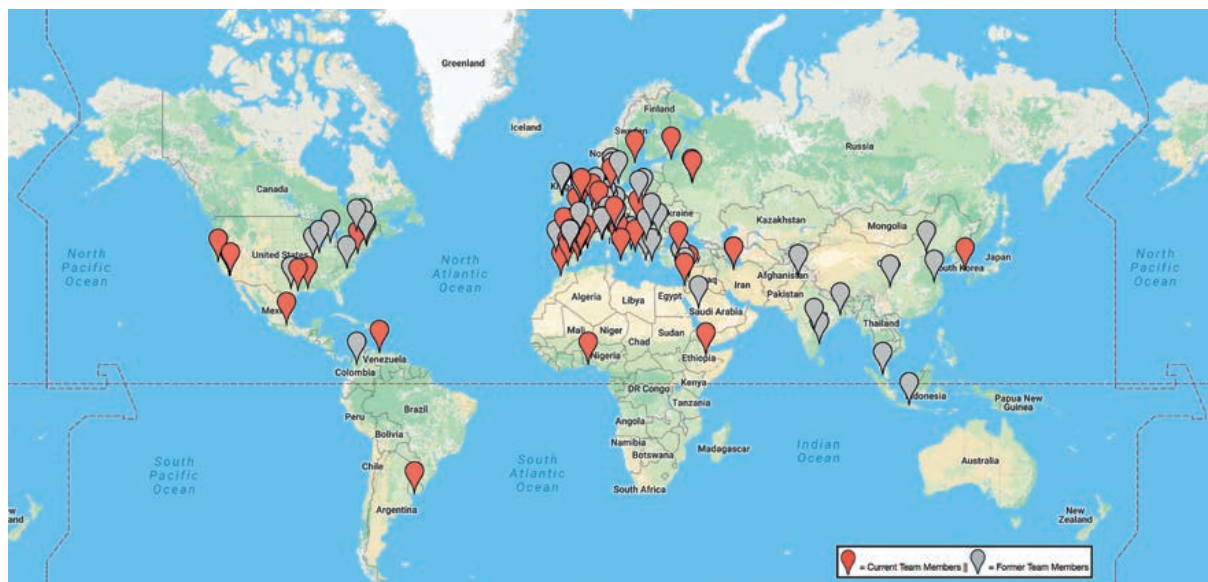 Greenland
Iceland
Finland
Sweden
Russia
Canada
Ukraine
Kazakhstan
Mongolia
North
Pacific
Ocean
United States
North
Atlantic
Ocean
Afghanistan
Iran
Pakistan
South Korea
Japan
North
Pacific
Ocean
Algeria
Libya
Egypt
Saudi Arabia
Thailand
Mali
Niger
Chad
Sudan
Nigeria
Ethiopia
Venezuela
Colombia
DR Congo
Kenya
Tanzania
Papua New
Guinea
Peru
Brazil
Angola
Bolivia
Namibia
Botswana
Madagascar
Indian
Ocean
South
Pacific
Ocean
Chile
South
Atlantic
Ocean
South Africa
Australia
Argentina
New
Zealand
= Current Team Members || = Former Team Members